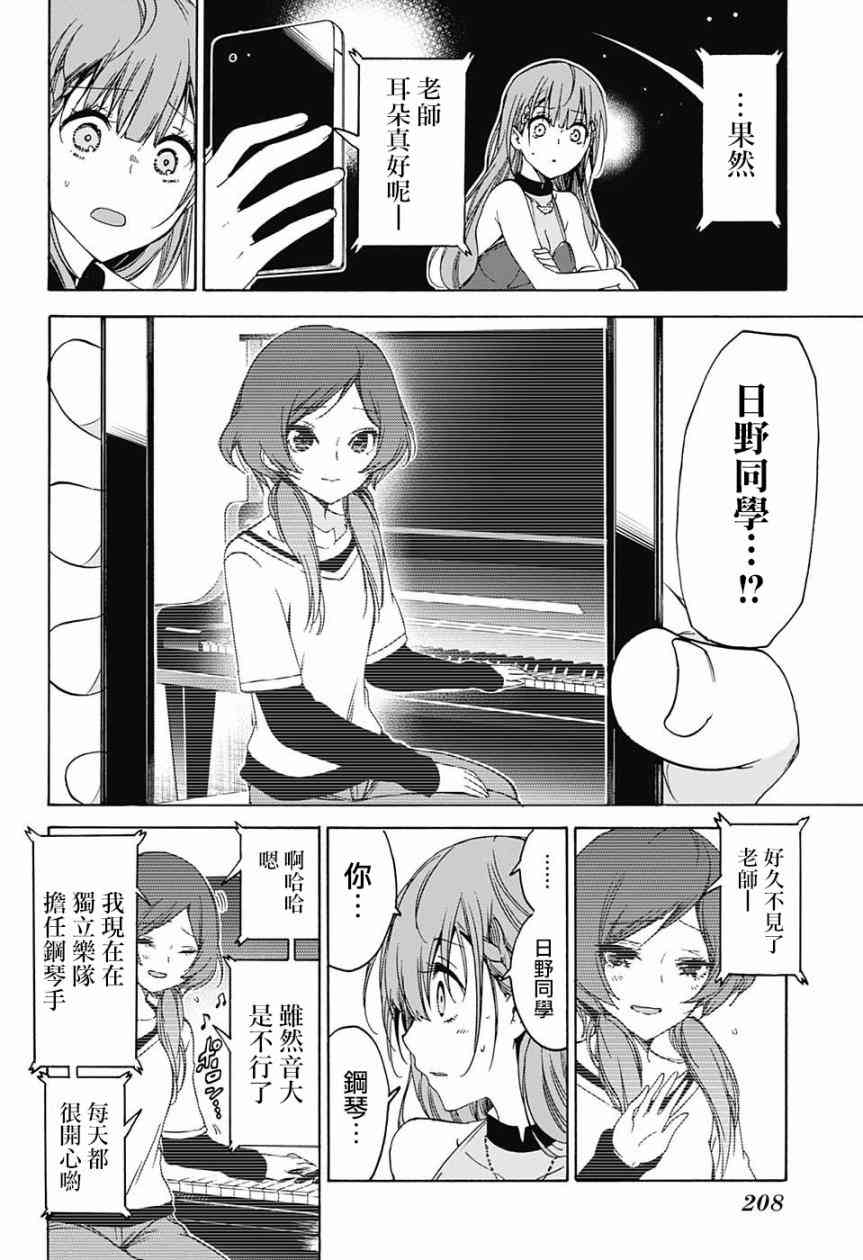 …果然
老師
耳朵真好呢—
日野同學…!?
好久不見了
老師—
……
日野同學
你…
鋼琴…
啊哈哈
嗯
雖然音大
是不行了
我現在在
獨立樂隊
擔任鋼琴手
每天都
很開心喲
ポロン…
208